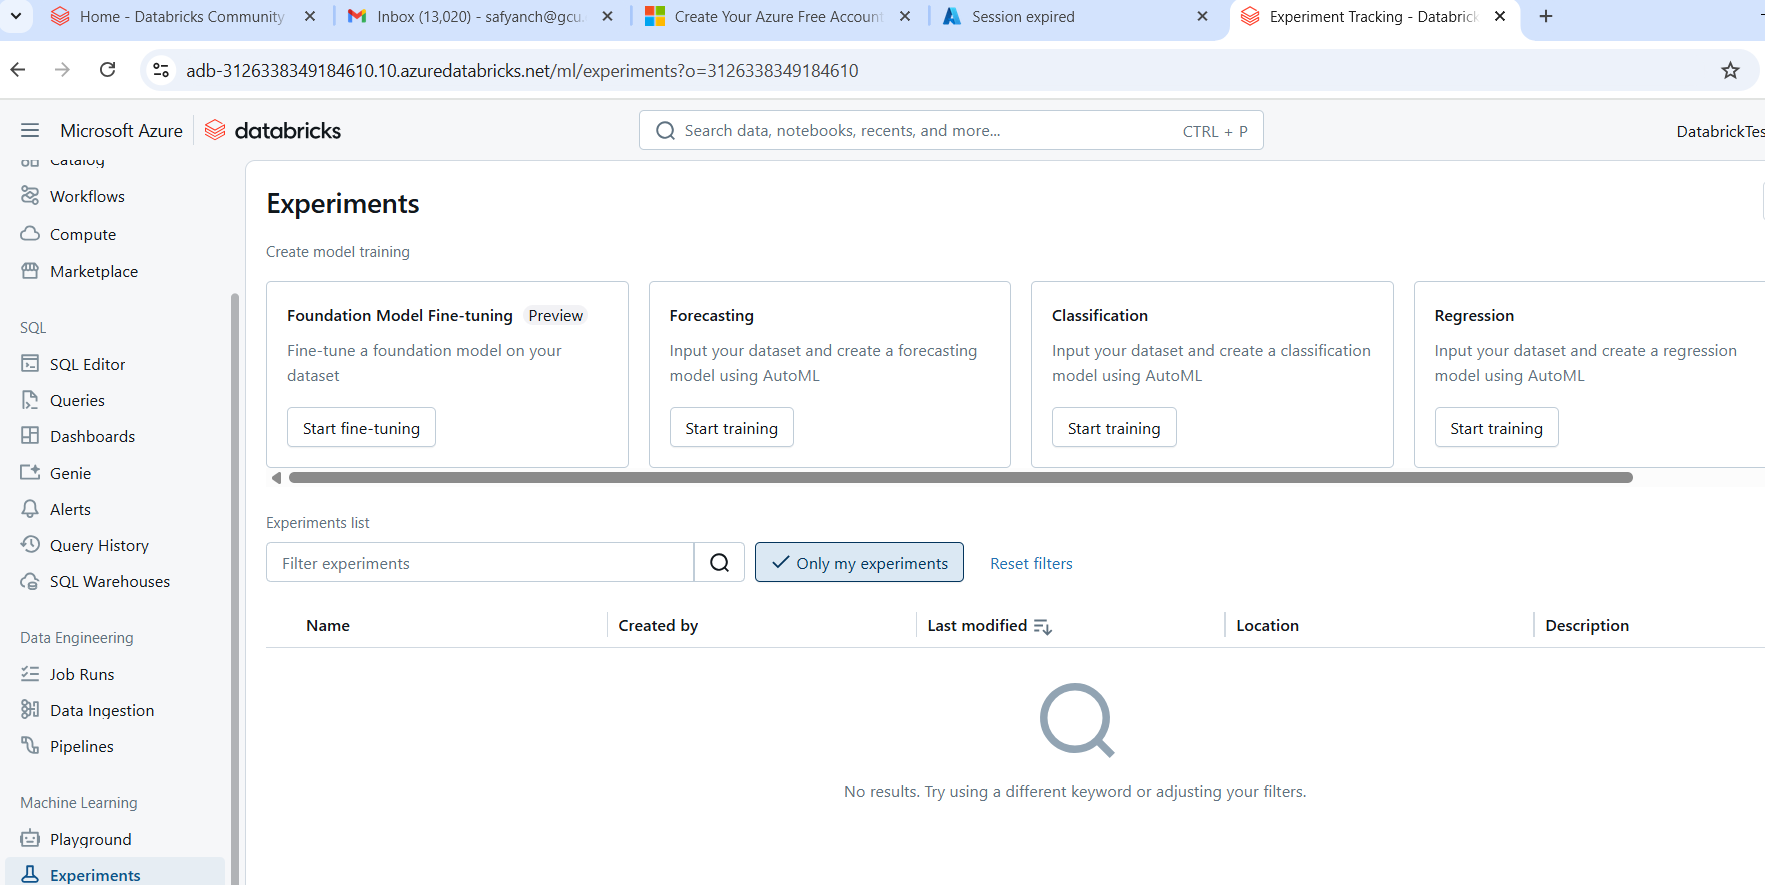 Home - Databricks Community
Inbox (13,020) - safyanch@gcu.
Create Your Azure Free Account
Session expired
Experiment Tracking - Databric
adb-3126338349184610.10.azuredatabricks.net/ml/experiments?o=3126338349184610
Microsoft Azure
databricks
Search data, notebooks, recents, and more...
CTRL + P
DatabrickTes
Catalog
Workflows
Compute
Marketplace
SQL
SQL Editor
Queries
Dashboards
Genie
Alerts
Query History
SQL Warehouses
Data Engineering
Job Runs
Data Ingestion
Pipelines
Machine Learning
Playground
Experiments
Experiments
Create model training
Foundation Model Fine-tuning Preview
Fine-tune a foundation model on your
dataset
Start fine-tuning
Forecasting
Input your dataset and create a forecasting
model using AutoML
Start training
Classification
Input your dataset and create a classification
model using AutoML
Start training
Regression
Input your dataset and create a regression
model using AutoML
Start training
Experiments list
Filter experiments
Only my experiments
Reset filters
Name Created by Last modified Location Description
No results. Try using a different keyword or adjusting your filters.